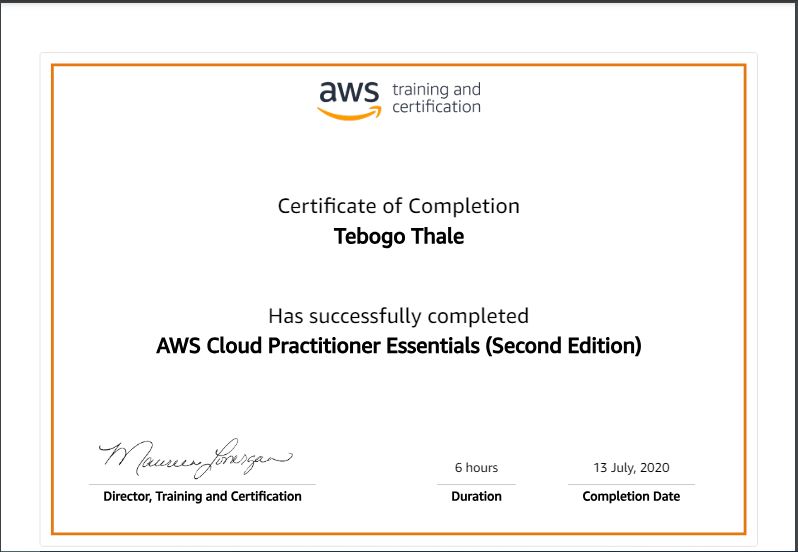 aws training and
certification
Certificate of Completion
Tebogo Thale
Has successfully completed
AWS Cloud Practitioner Essentials (Second Edition)
Maureen Lonergan
6 hours
13 July, 2020
Director, Training and Certification
Duration
Completion Date